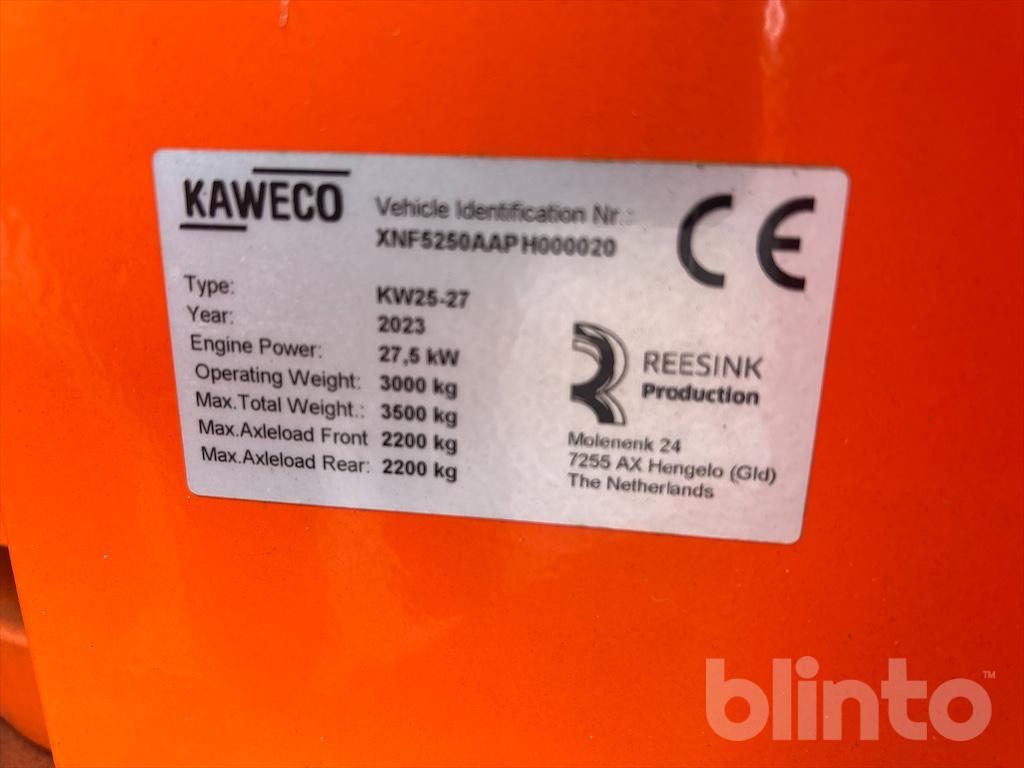 KAWECO
Vehicle Identification Nr.:
XNF5250AAPH000020
CE
Type: KW25-27
Year: 2023
Engine Power: 27,5 kW
Operating Weight: 3000 kg
Max.Total Weight.: 3500 kg
Max.Axleload Front 2200 kg
Max.Axleload Rear: 2200 kg
REESINK
Production
Molenenk 24
7255 AX Hengelo (Gld)
The Netherlands
blinto™